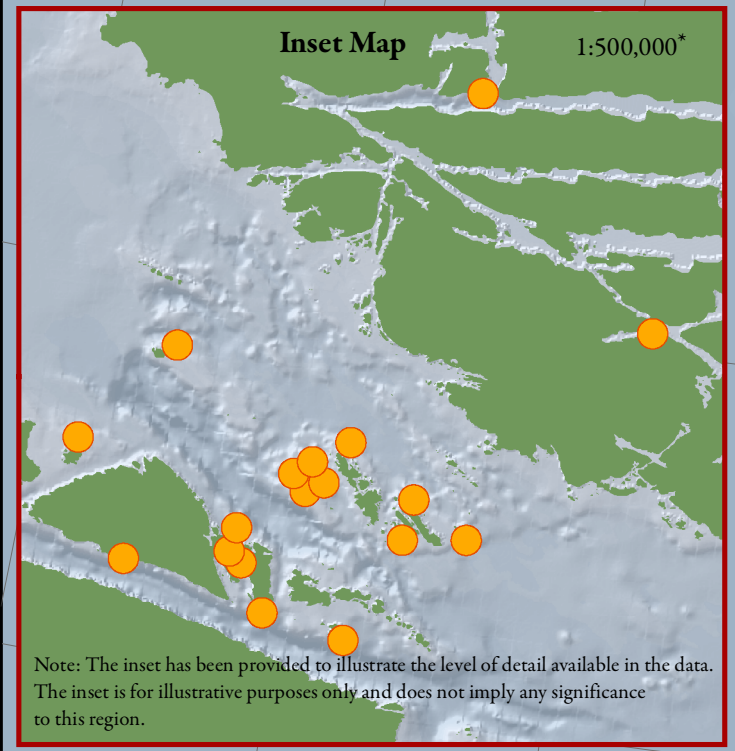 Inset Map
1:500,000*
Note: The inset has been provided to illustrate the level of detail available in the data.
The inset is for illustrative purposes only and does not imply any significance
to this region.